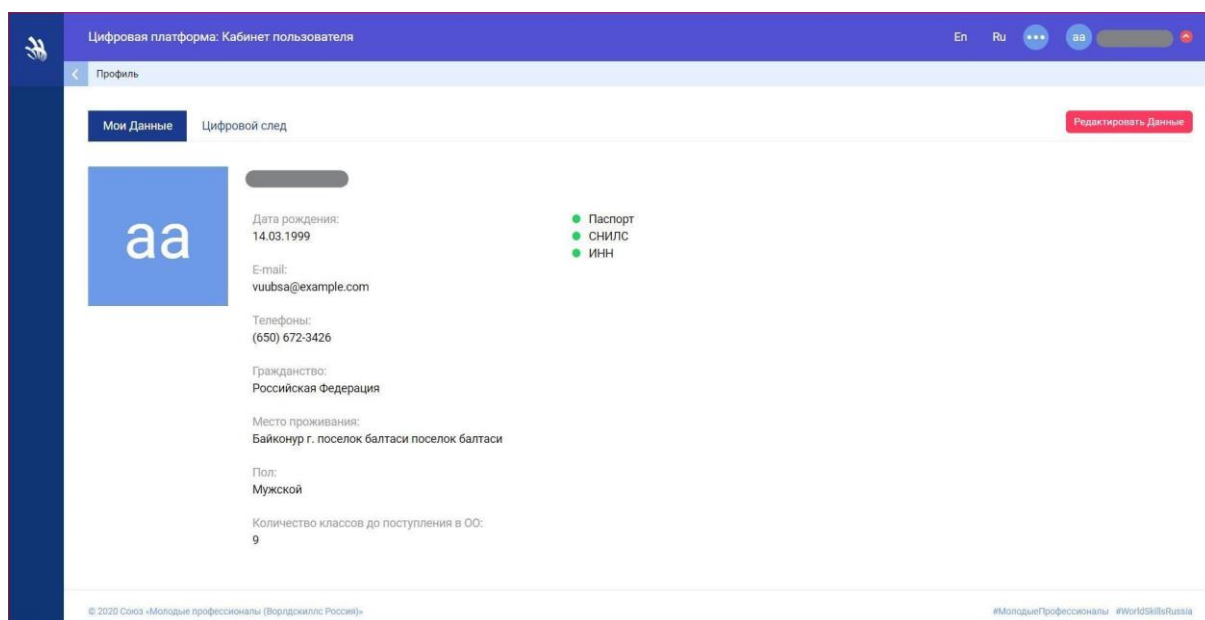 Цифровая платформа: Кабинет пользователя
En Ru аа
Профиль
Мои Данные Цифровой след Редактировать Данные
аа
Дата рождения:
14.03.1999
E-mail:
vuubsa@example.com
Телефоны:
(650) 672-3426
Гражданство:
Российская Федерация
Место проживания:
Байконур г. поселок балтаси поселок балтаси
Пол:
Мужской
Количество классов до поступления в ОО:
9
Паспорт
СНИЛС
ИНН
© 2020 Союз «Молодые профессионалы (Ворлдскиллс Россия)»
#МолодыеПрофессионалы #WorldSkillsRussia